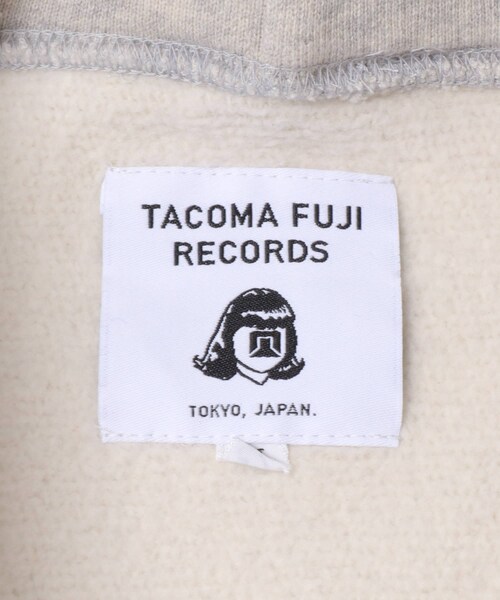 TACOMA FUJI
RECORDS
TOKYO, JAPAN.